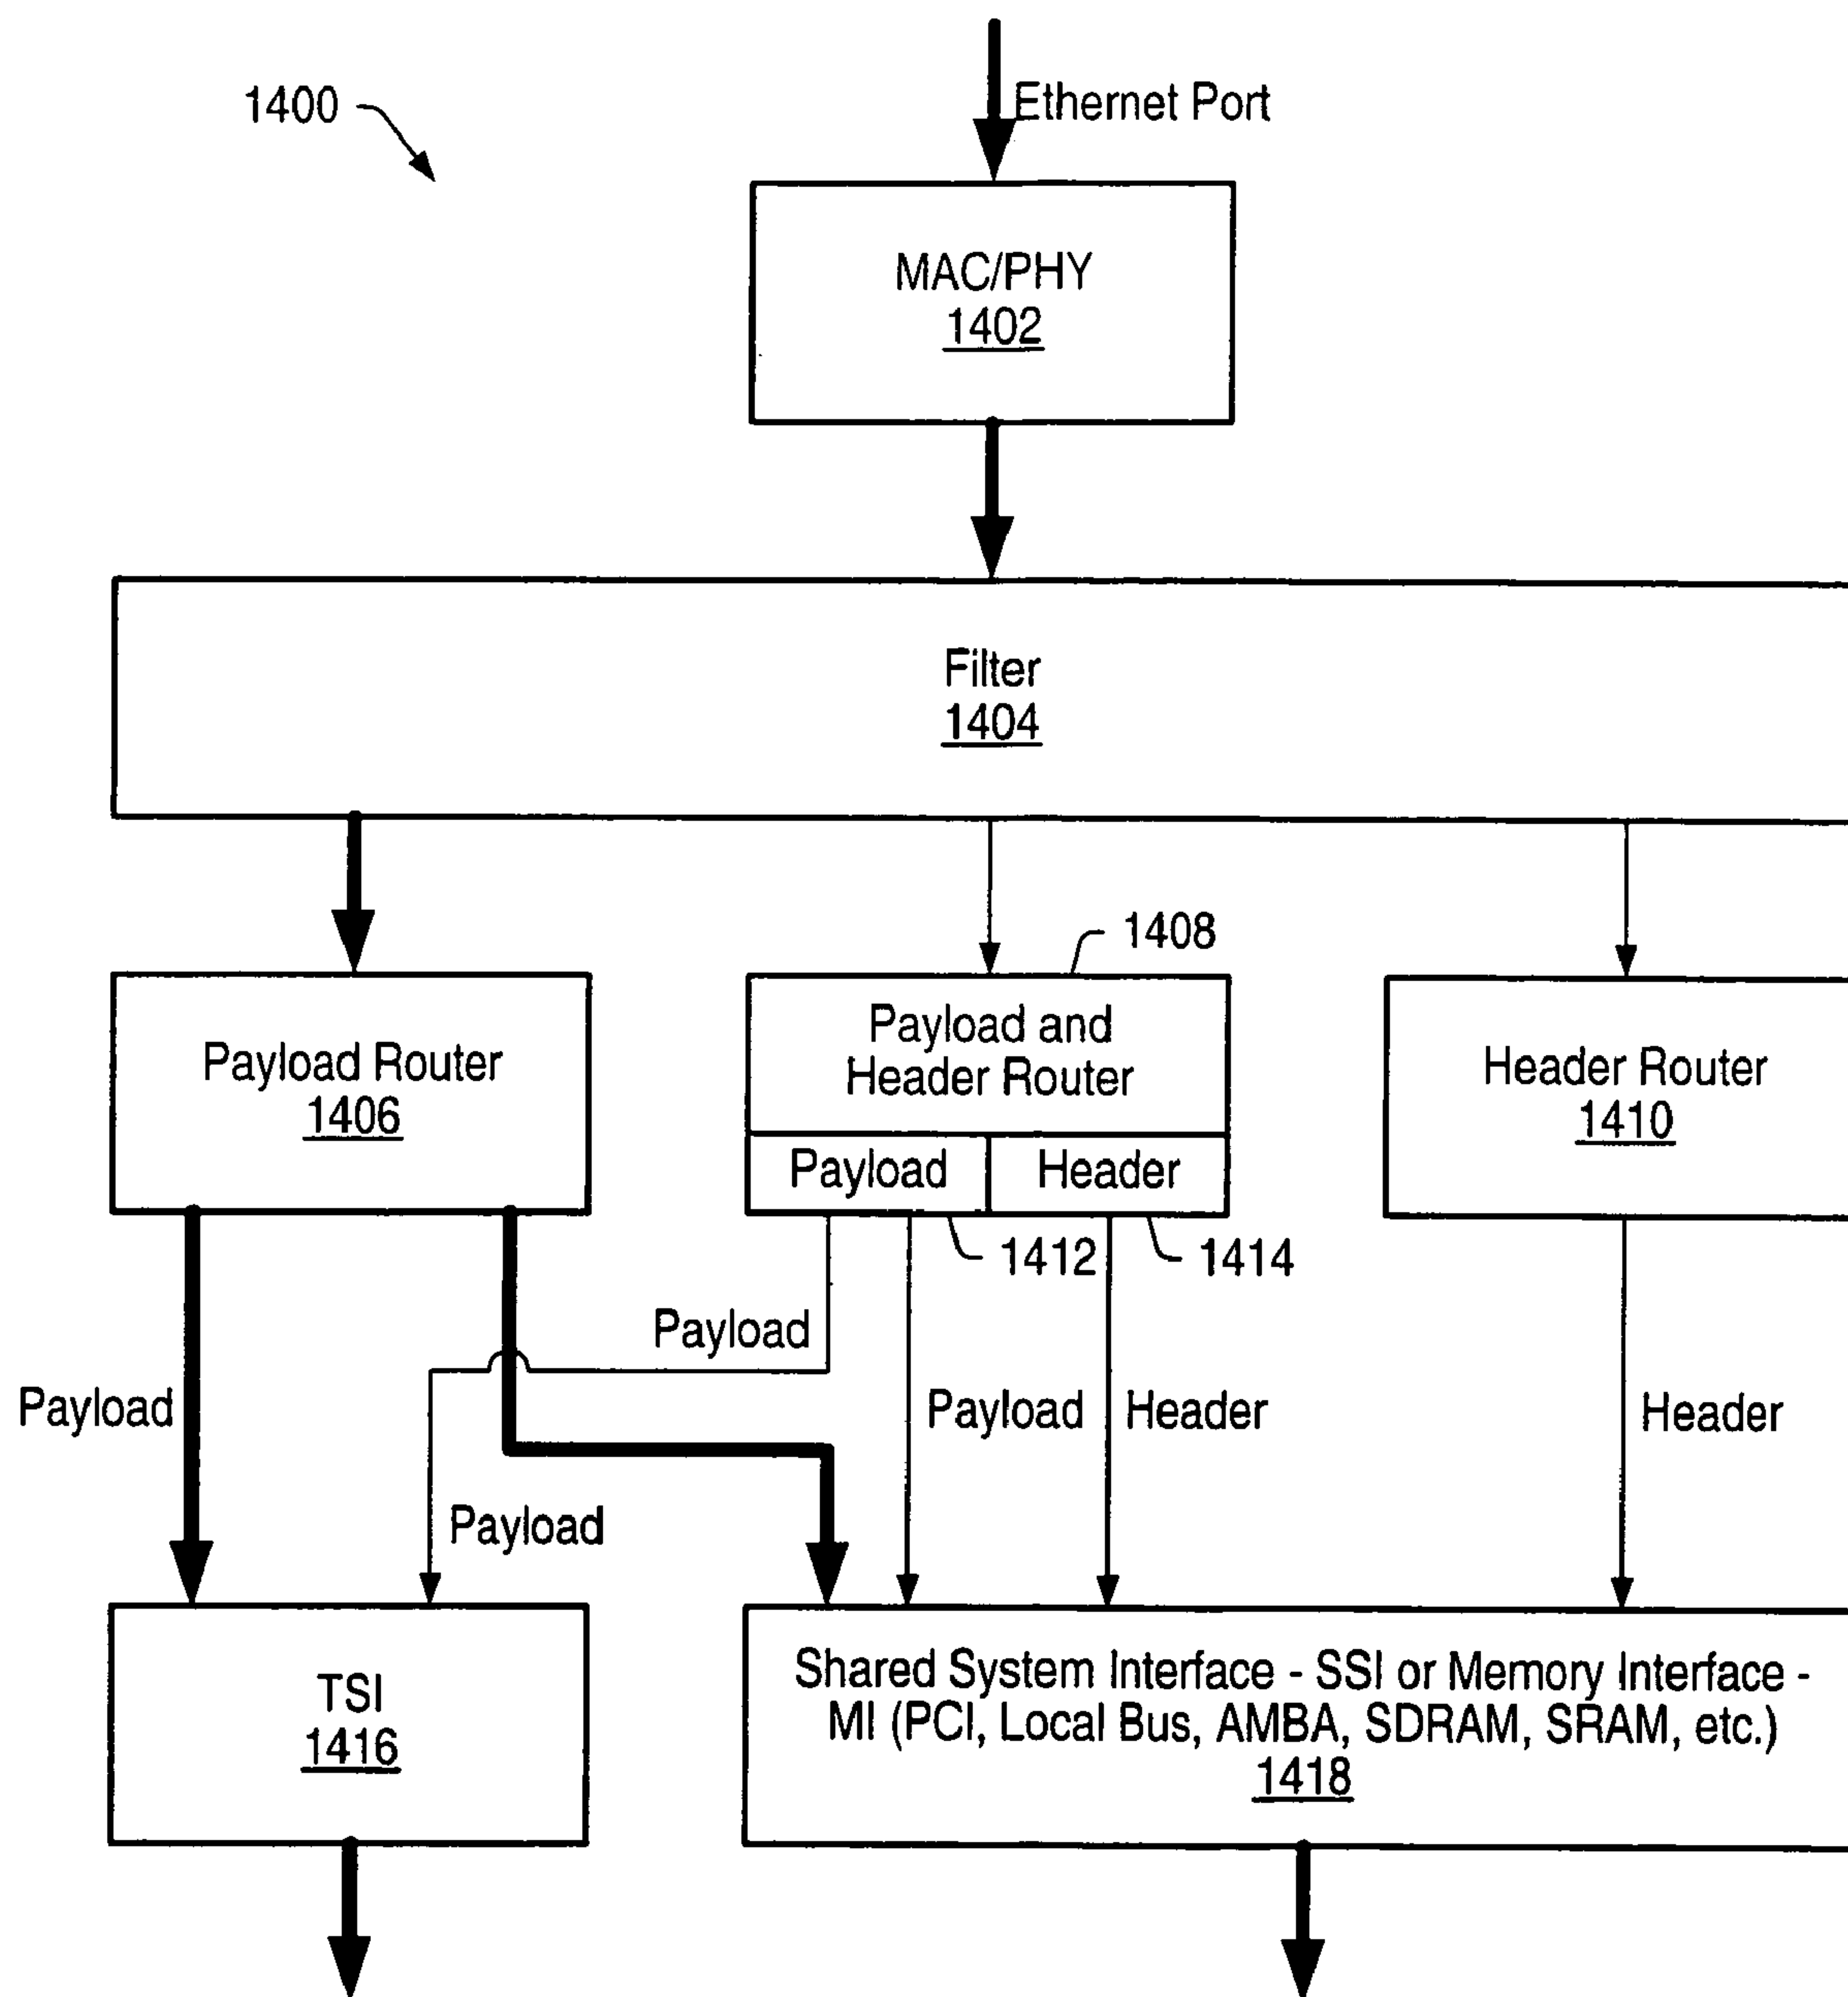 1400
Ethernet Port
MAC/PHY
1402
Filter
1404
1408
Payload Router
1406
Payload and
Header Router
Payload
Header
Header Router
1410
1412
1414
Payload
Payload
Payload
Header
Header
Payload
TSI
1416
Shared System Interface - SSI or Memory Interface -
MI (PCI, Local Bus, AMBA, SDRAM, SRAM, etc.)
1418